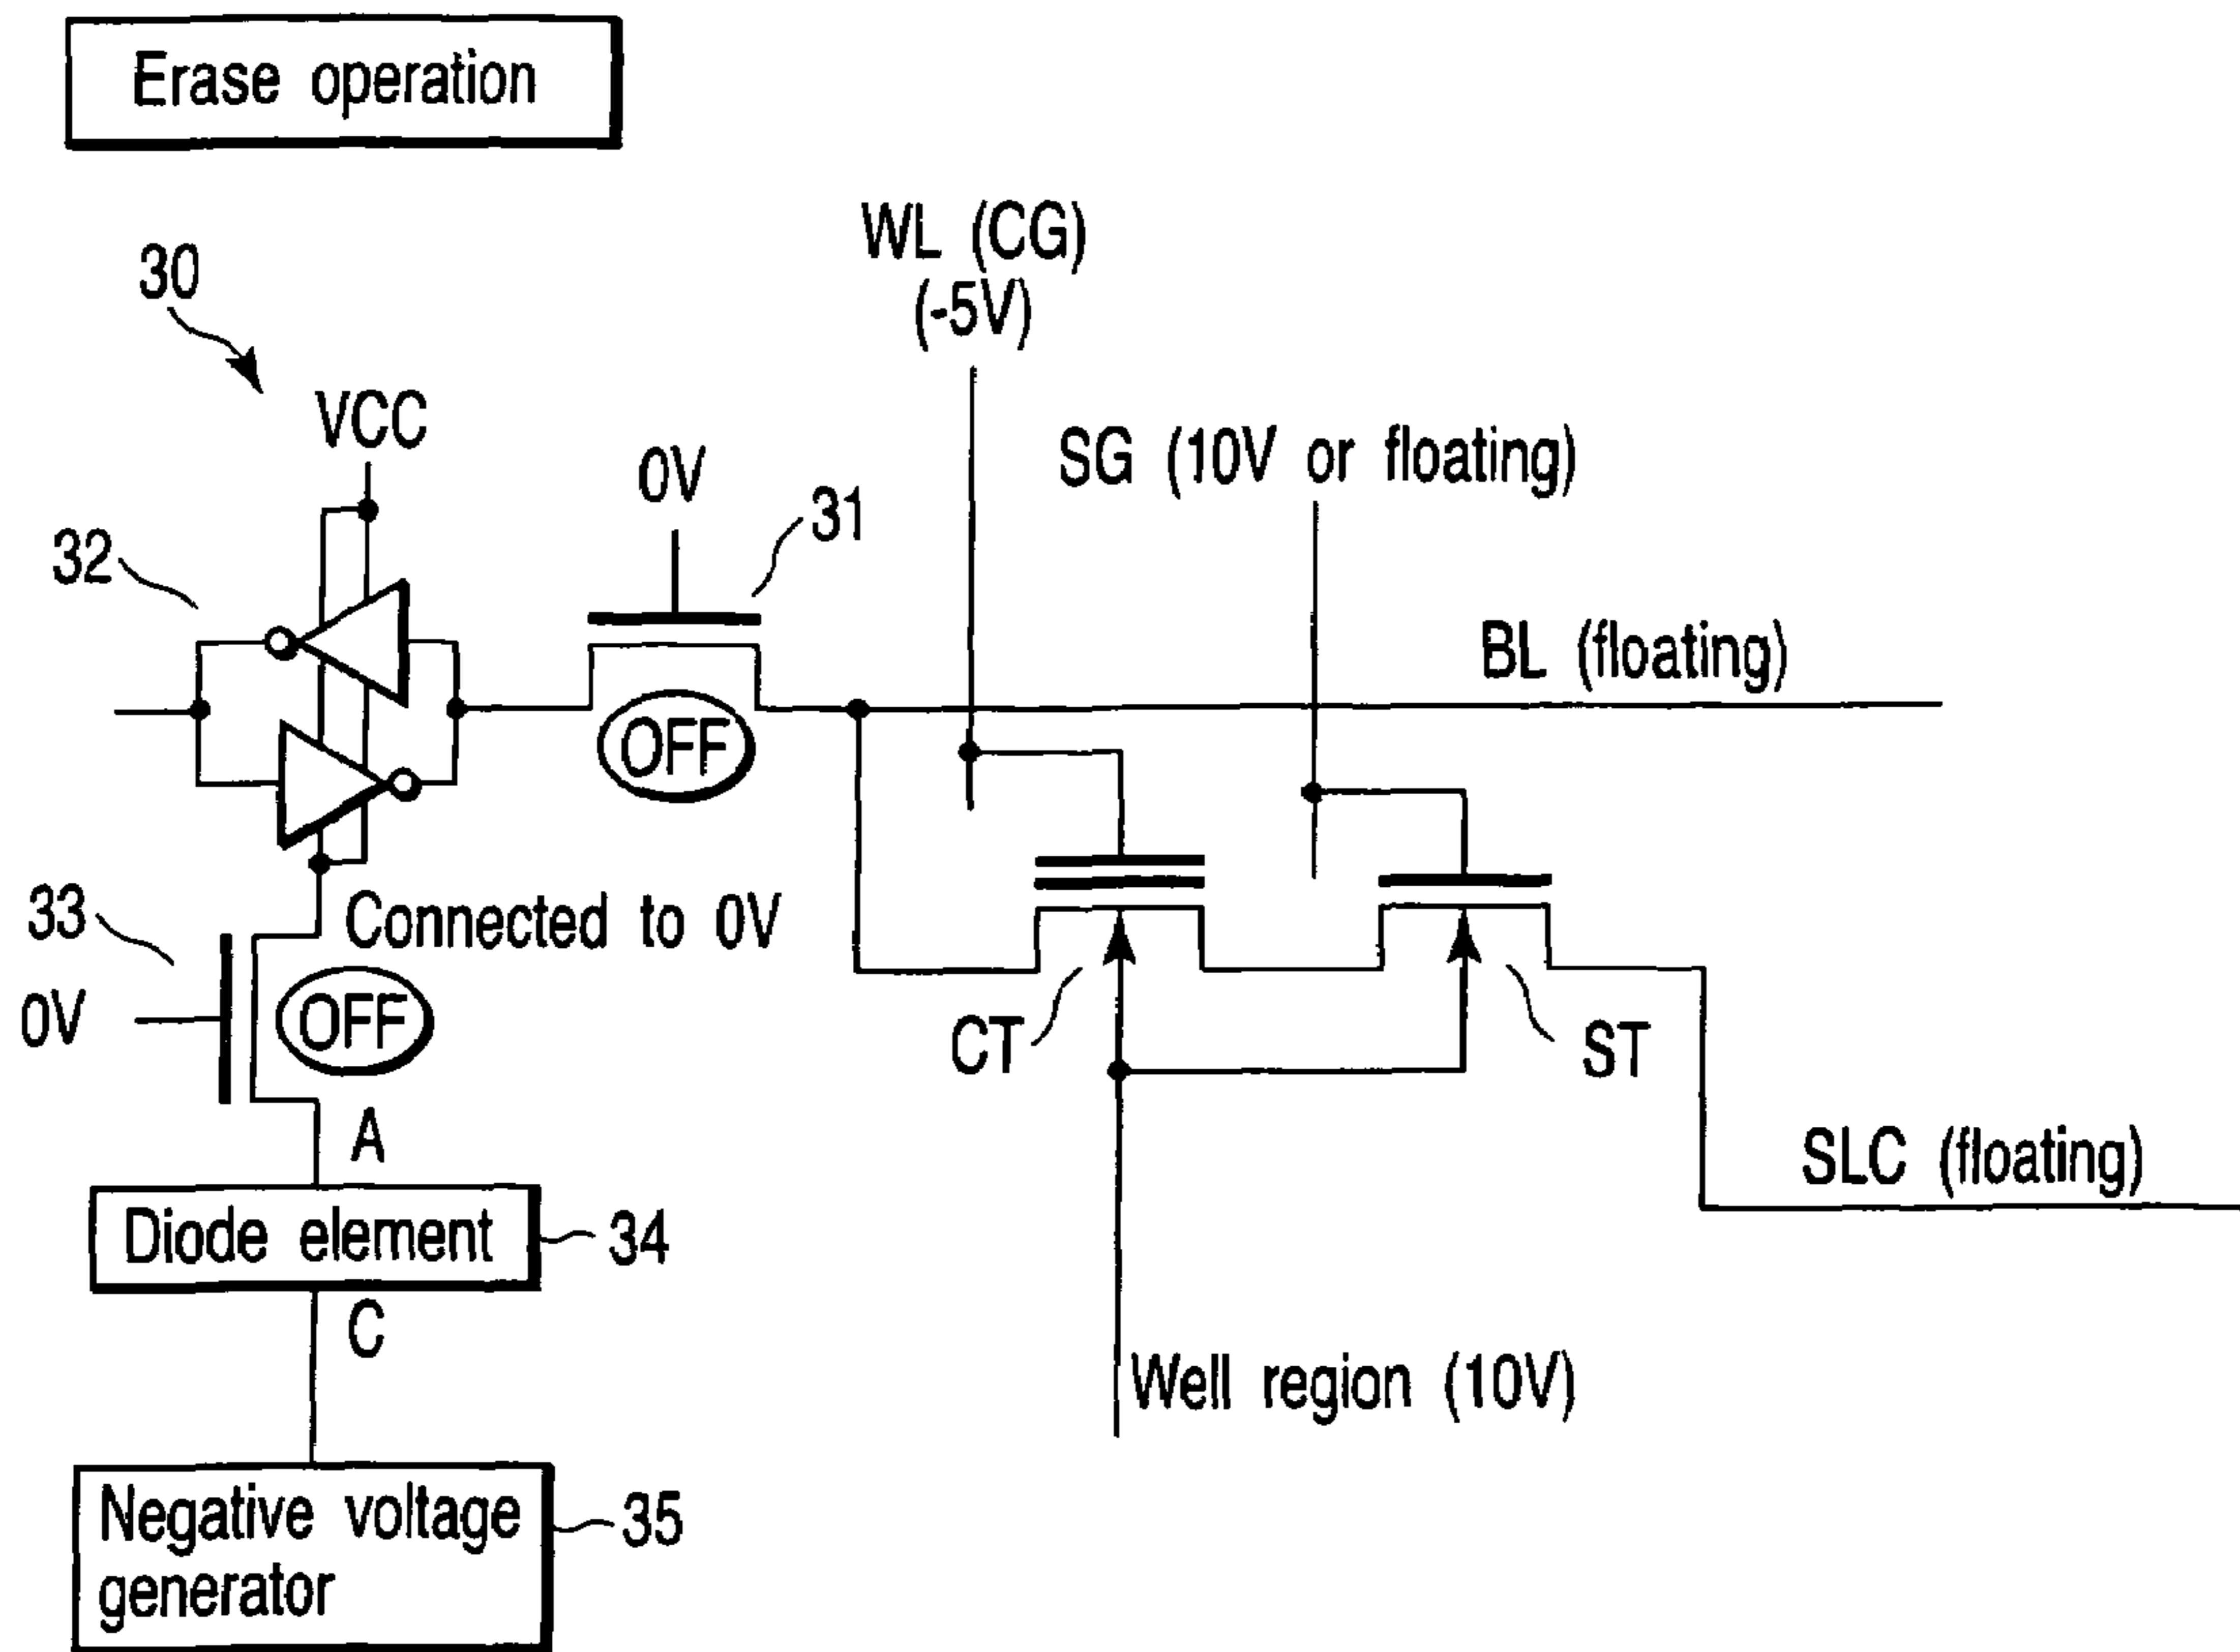 Erase operation
WL (CG)
(-5V)
30
VCC
0V
SG (10V or floating)
31
32
BL (floating)
OFF
33
Connected to 0V
0V
OFF
CT
ST
A
SLC (floating)
Diode element
34
C
Well region (10V)
Negative voltage
generator
35